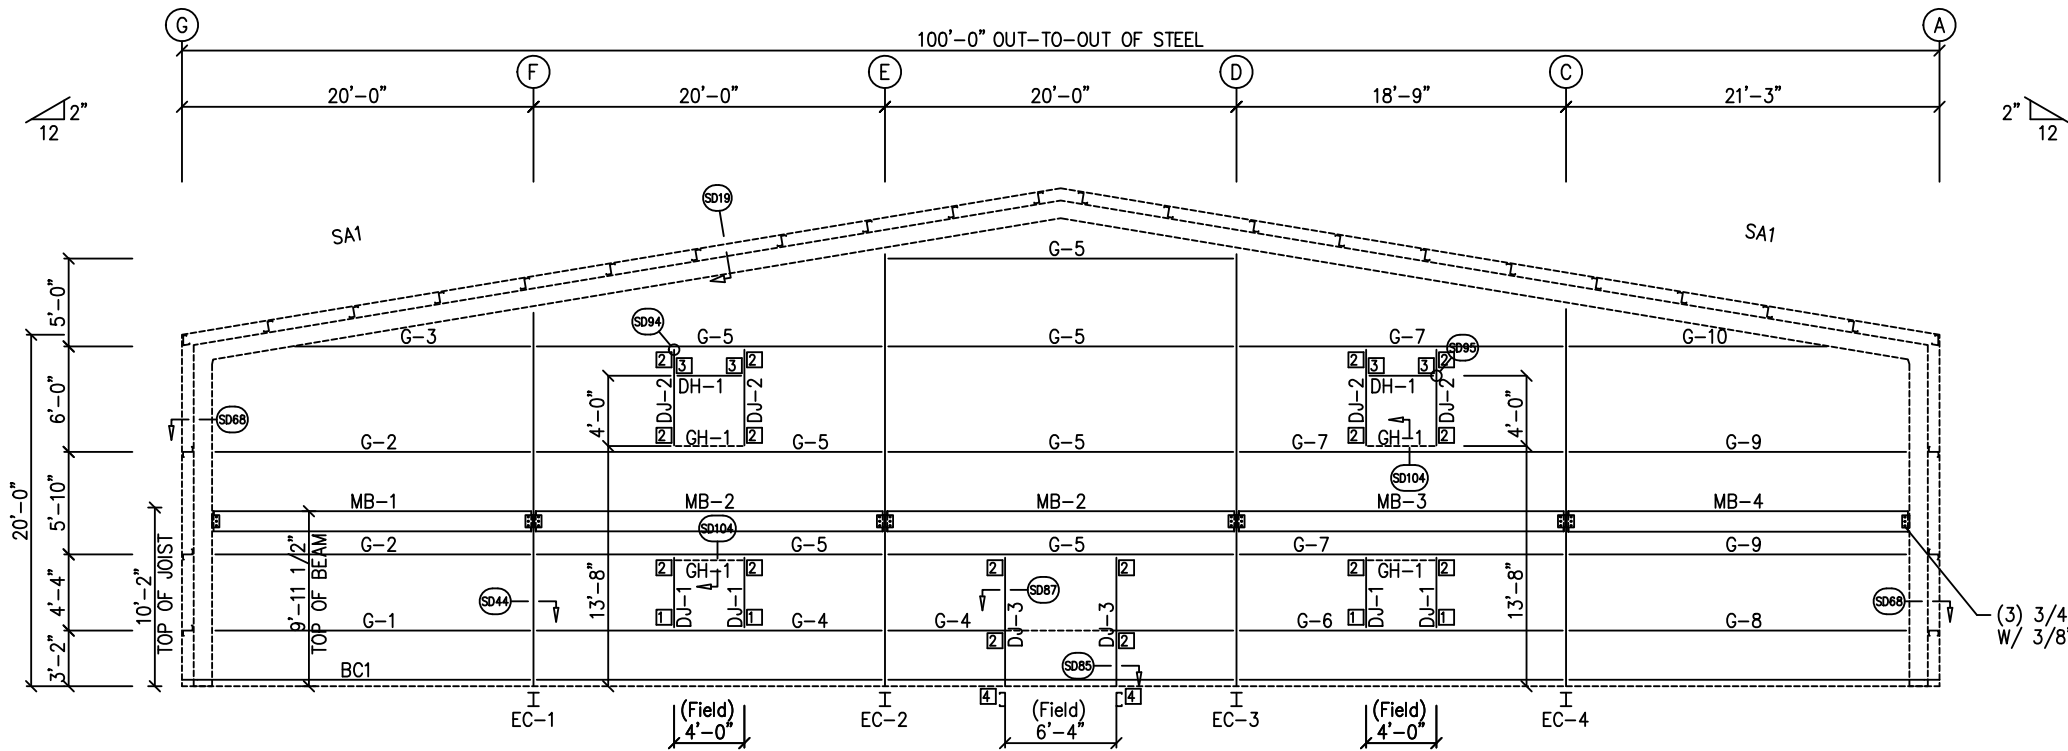 G
A
100'-0" OUT-TO-OUT OF STEEL
F
E
D
C
20'-0"
20'-0"
20'-0"
18'-9"
21'-3"
2"
12
2"
12
SD19
SA1
SA1
G-5
5'-0"
SD94
G-3
G-5
G-5
G-7
G-10
SD95
2
2
2
2
3
3
3
3
DH-1
DH-1
DJ-2
DJ-2
DJ-2
DJ-2
6'-0"
4'-0"
4'-0"
SD68
2
GH-1
2
2
GH-1
2
G-2
G-5
G-5
G-7
G-9
SD104
20'-0"
5'-10"
MB-1
MB-2
MB-2
MB-3
MB-4
SD104
10'-2"
TOP OF JOIST
9'-11 1/2"
TOP OF BEAM
G-2
G-5
G-5
G-7
G-9
4'-4"
13'-8"
13'-8"
2
GH-1
2
2
2
2
GH-1
2
SD44
SD87
SD68
1
DJ-1
DJ-1
1
DJ-3
DJ-3
1
DJ-1
DJ-1
1
G-1
G-4
G-4
G-6
G-8
(3) 3/4
W/ 3/8"
2
2
3'-2"
BC1
SD85
4
4
EC-1
EC-2
EC-3
EC-4
(Field)
4'-0"
(Field)
6'-4"
(Field)
4'-0"